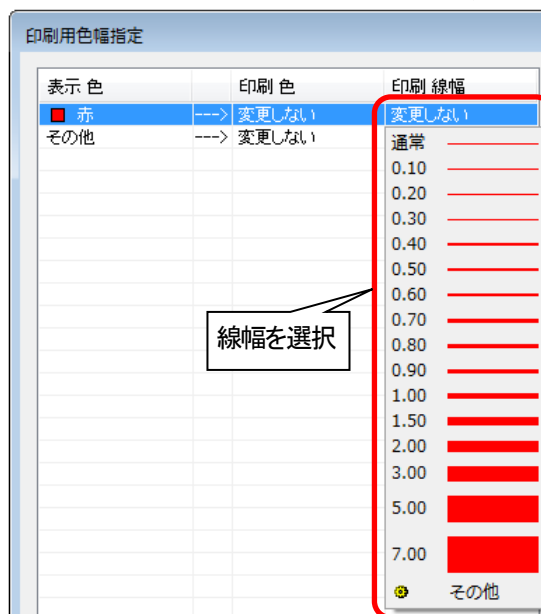 印刷用色幅指定
表示 色 印刷 色 印刷 線幅
赤 ---> 変更しない 変更しない
その他 ---> 変更しない
通常
0.10
0.20
0.30
0.40
0.50
0.60
0.70
0.80
0.90
1.00
1.50
2.00
3.00
5.00
7.00
その他
線幅を選択